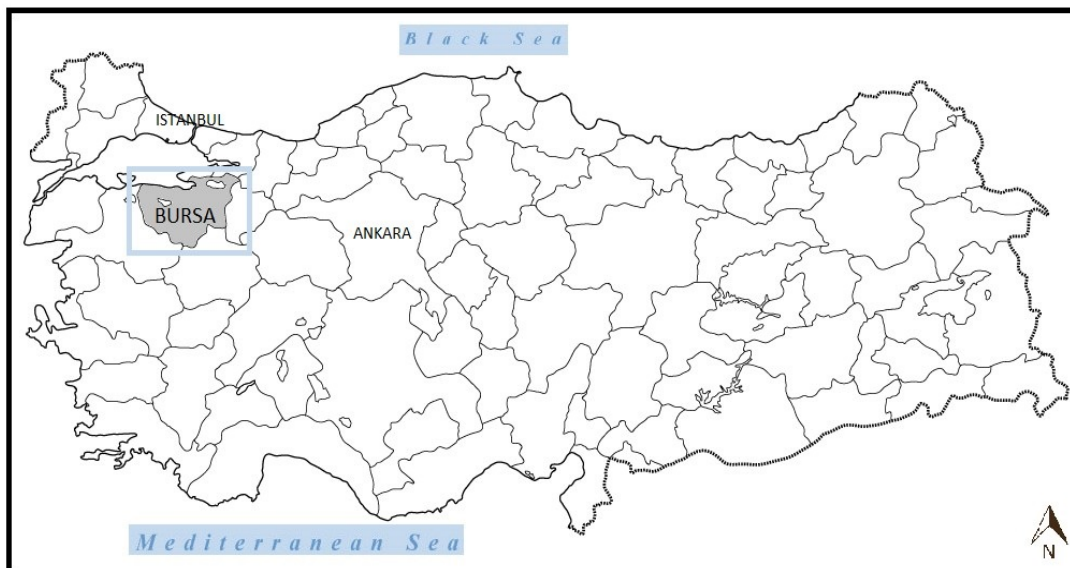 Black Sea
ISTANBUL
BURSA
ANKARA
Mediterranean Sea
N